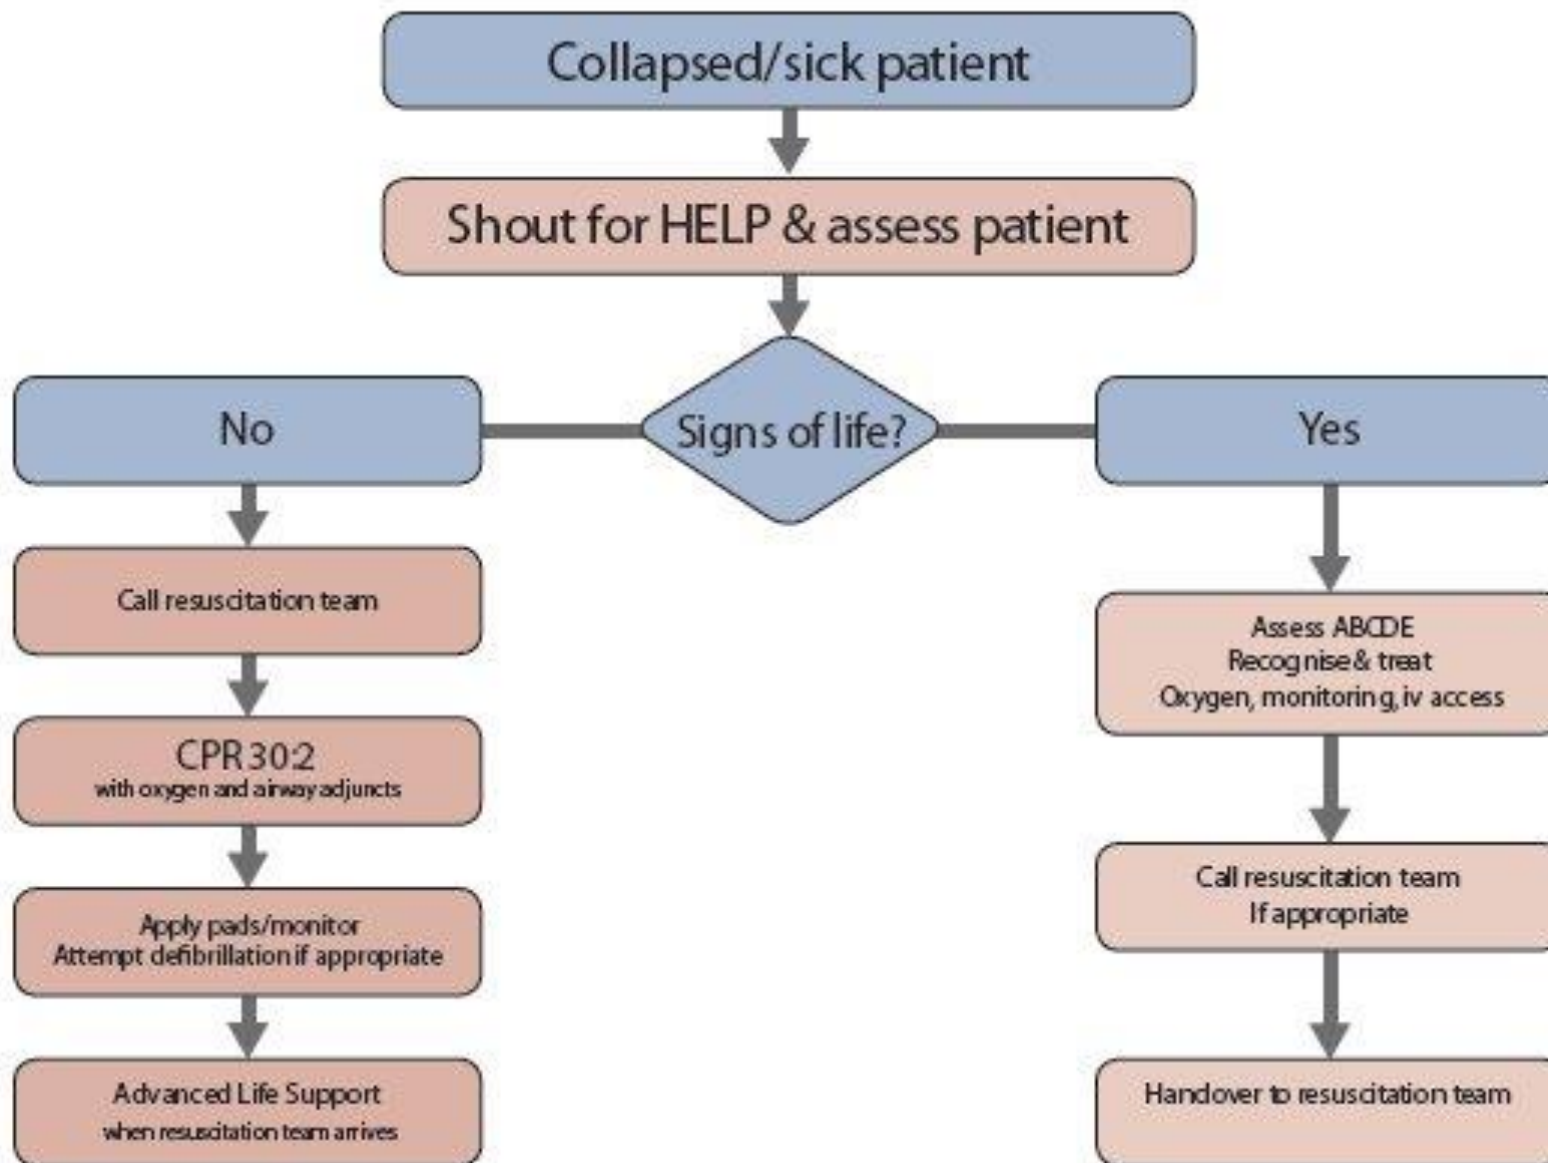 Collapsed/sick patient
Shout for HELP & assess patient
Signs of life?
No
Yes
Call resuscitation team
CPR 30:2
with oxygen and airway adjuncts
Apply pads/monitor
Attempt defibrillation if appropriate
Advanced Life Support
when resuscitation team arrives
Assess ABCDE
Recognise & treat
Oxygen, monitoring, iv access
Call resuscitation team
If appropriate
Handover to resuscitation team